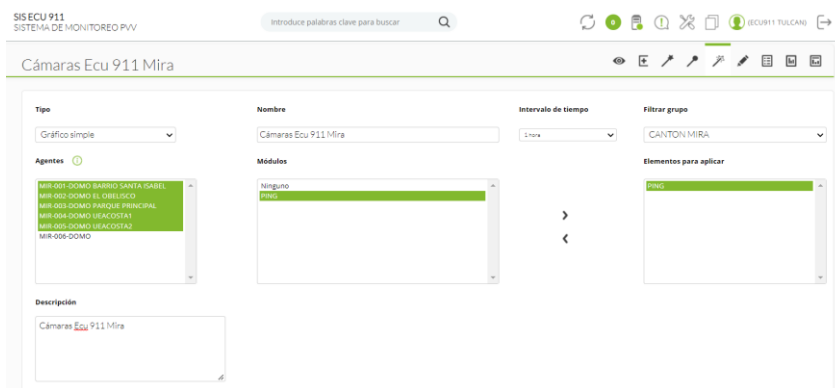 SIS ECU 911
SISTEMA DE MONITOREO PVV
Introduce palabras clave para buscar
0
(ECU911 TULCAN)
Cámaras Ecu 911 Mira
Tipo
Nombre
Intervalo de tiempo
Filtrar grupo
Gráfico simple
Cámaras Ecu 911 Mira
1 hora
CANTON MIRA
Agentes
Módulos
Elementos para aplicar
MIR-001-DOMO BARRIO SANTA ISABEL
MIR-002-DOMO EL OBELISCO
MIR-003-DOMO PARQUE PRINCIPAL
MIR-004-DOMO UEACOSTA1
MIR-005-DOMO UEACOSTA2
MIR-006-DOMO
Ninguno
PING
PING
Descripción
Cámaras Ecu 911 Mira